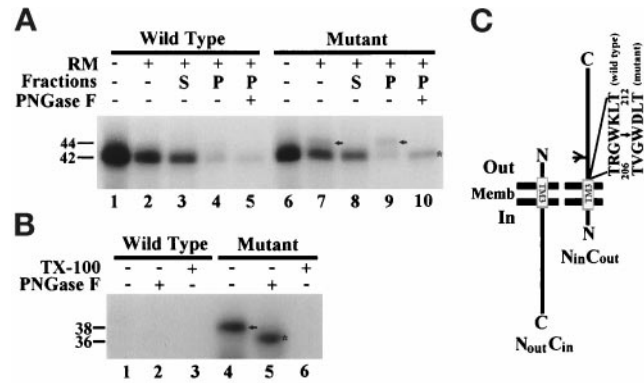 A
Wild Type
Mutant
RM - + + + + - + + + +
Fractions S P P S P P
PNGase F + +
44
42
1 2 3 4 5 6 7 8 9 10 *
B
Wild Type
Mutant
TX-100 - - + - - +
PNGase F - + - +
38
36
*
1 2 3 4 5 6
C
C
N
Out
Memb
In
TM3
TM3
N
C
NinCout
NoutCin
TRGWKLT (wild type)
206 212
TVGWDLT (mutant)